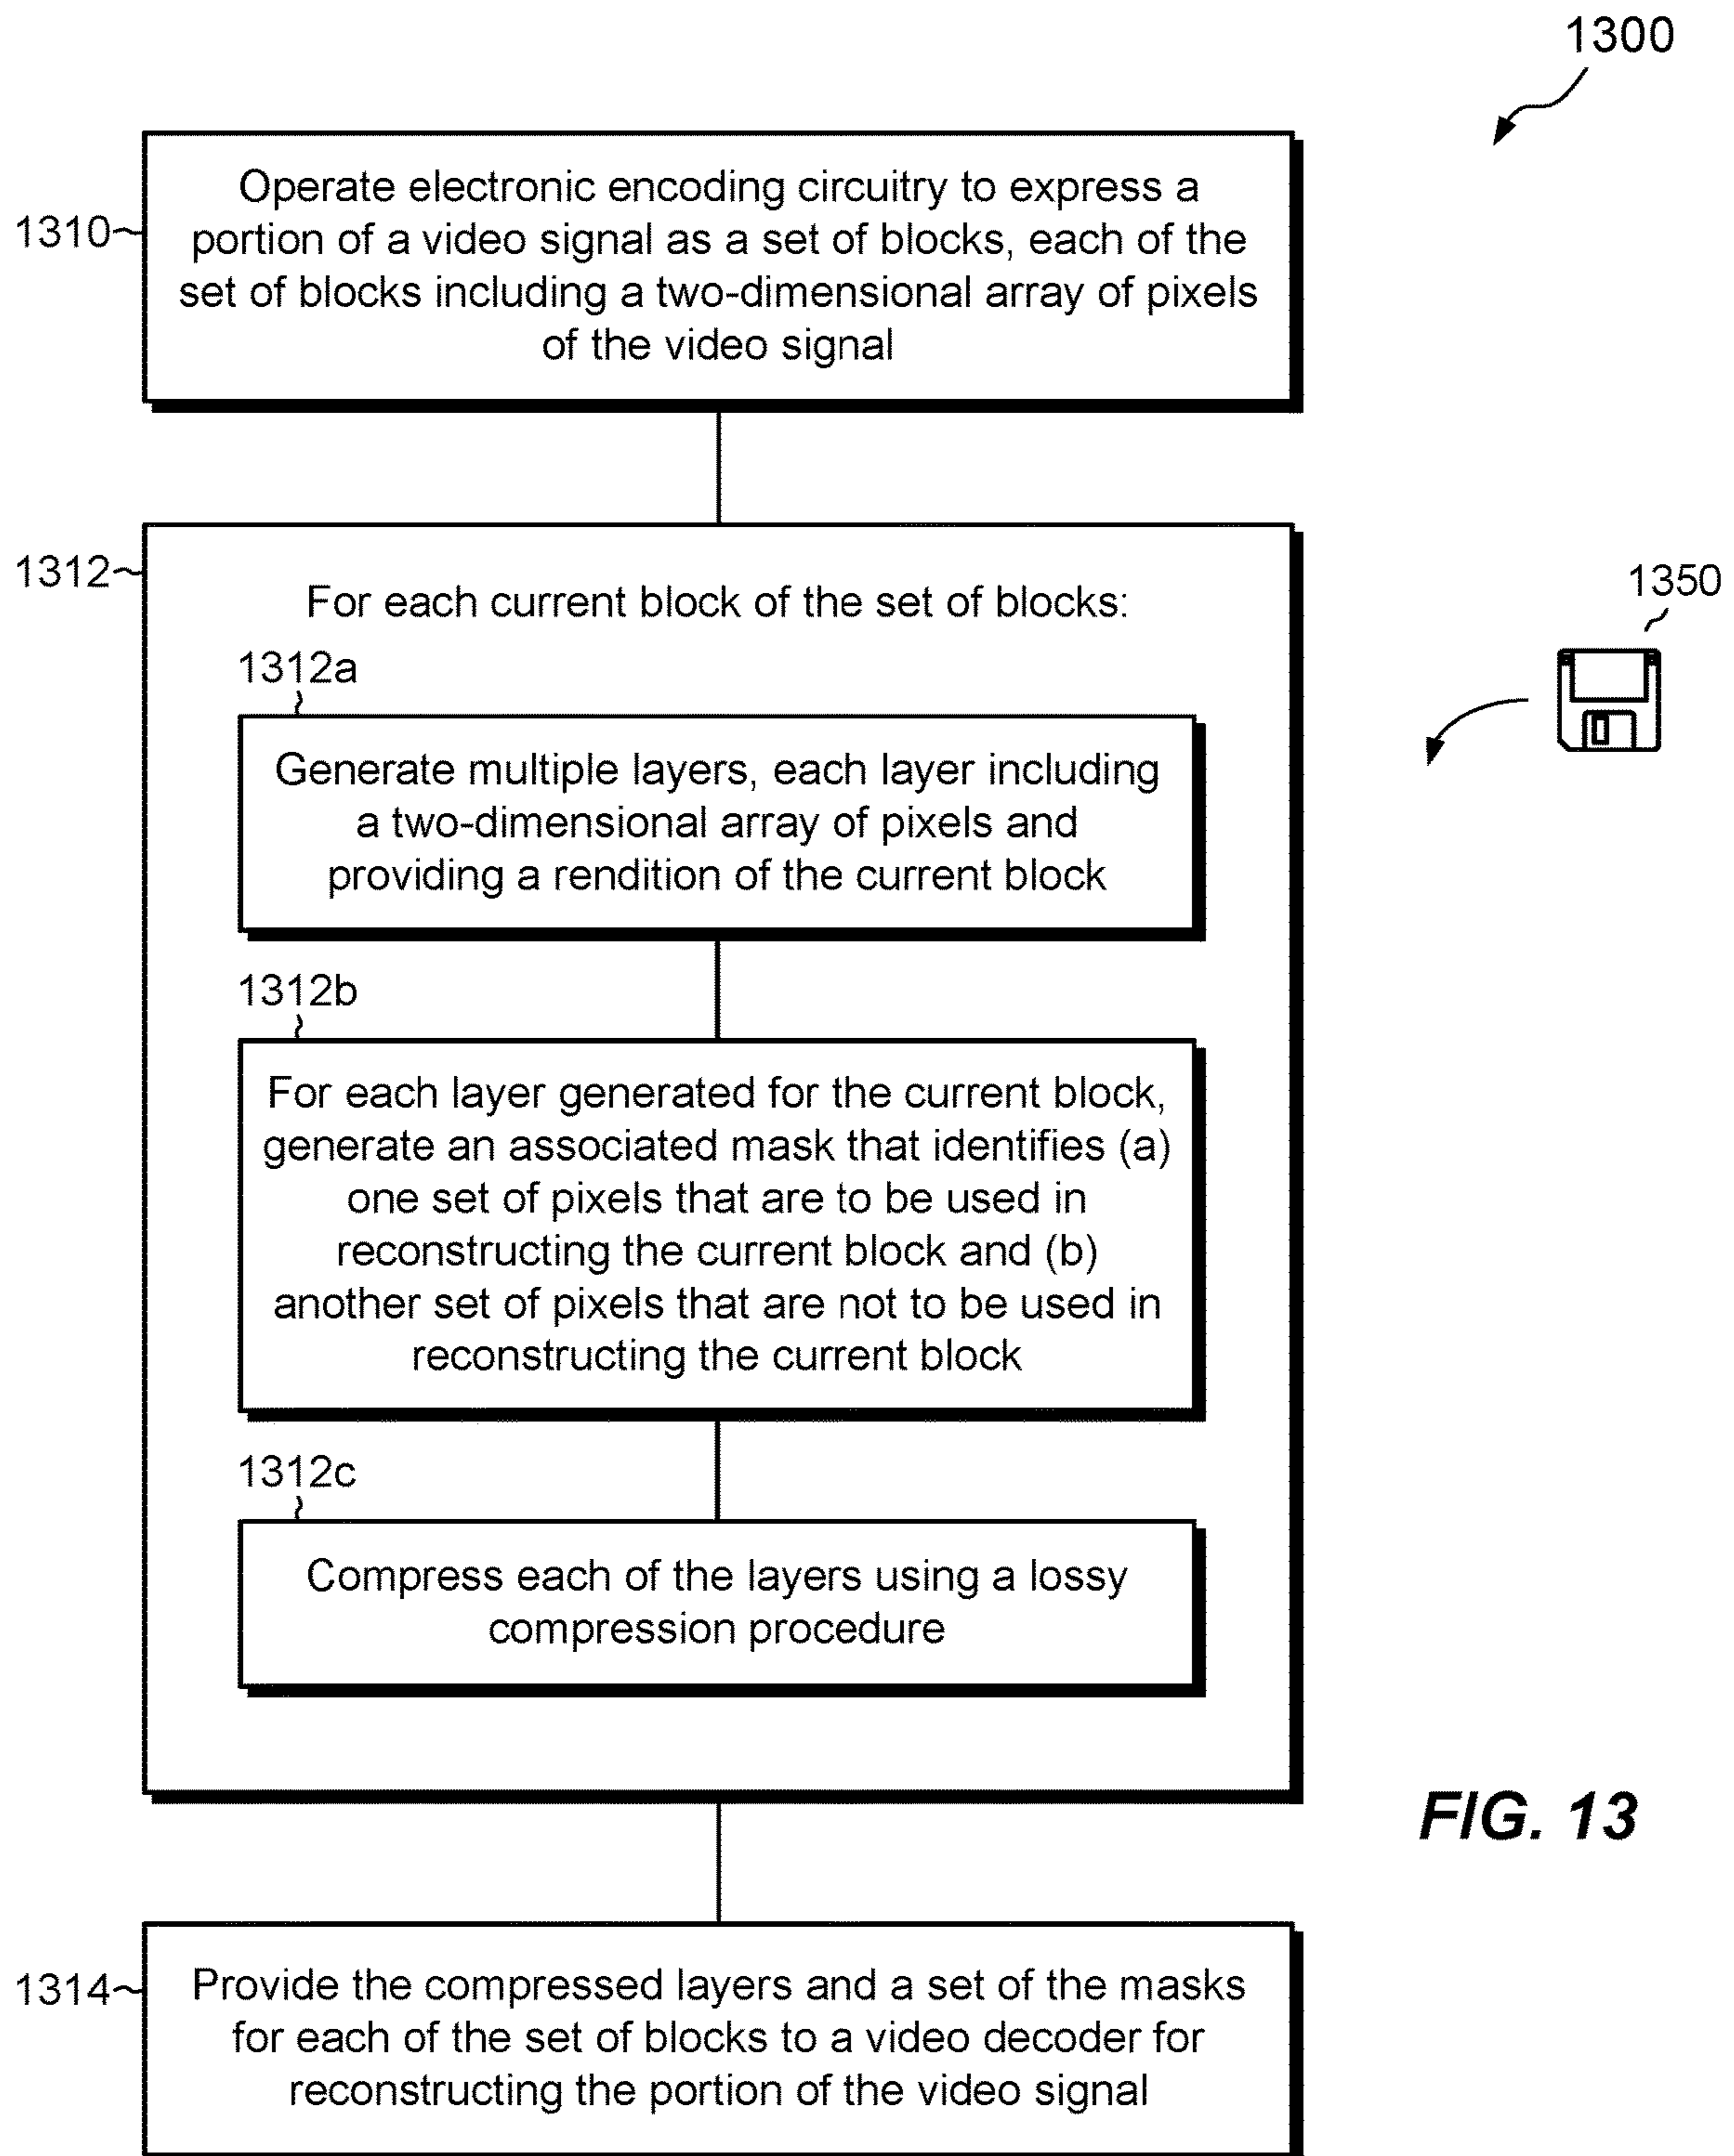 1300
1310
Operate electronic encoding circuitry to express a
portion of a video signal as a set of blocks, each of the
set of blocks including a two-dimensional array of pixels
of the video signal
1312
For each current block of the set of blocks:
1350
1312a
Generate multiple layers, each layer including
a two-dimensional array of pixels and
providing a rendition of the current block
1312b
For each layer generated for the current block,
generate an associated mask that identifies (a)
one set of pixels that are to be used in
reconstructing the current block and (b)
another set of pixels that are not to be used in
reconstructing the current block
1312c
Compress each of the layers using a lossy
compression procedure
FIG. 13
1314
Provide the compressed layers and a set of the masks
for each of the set of blocks to a video decoder for
reconstructing the portion of the video signal